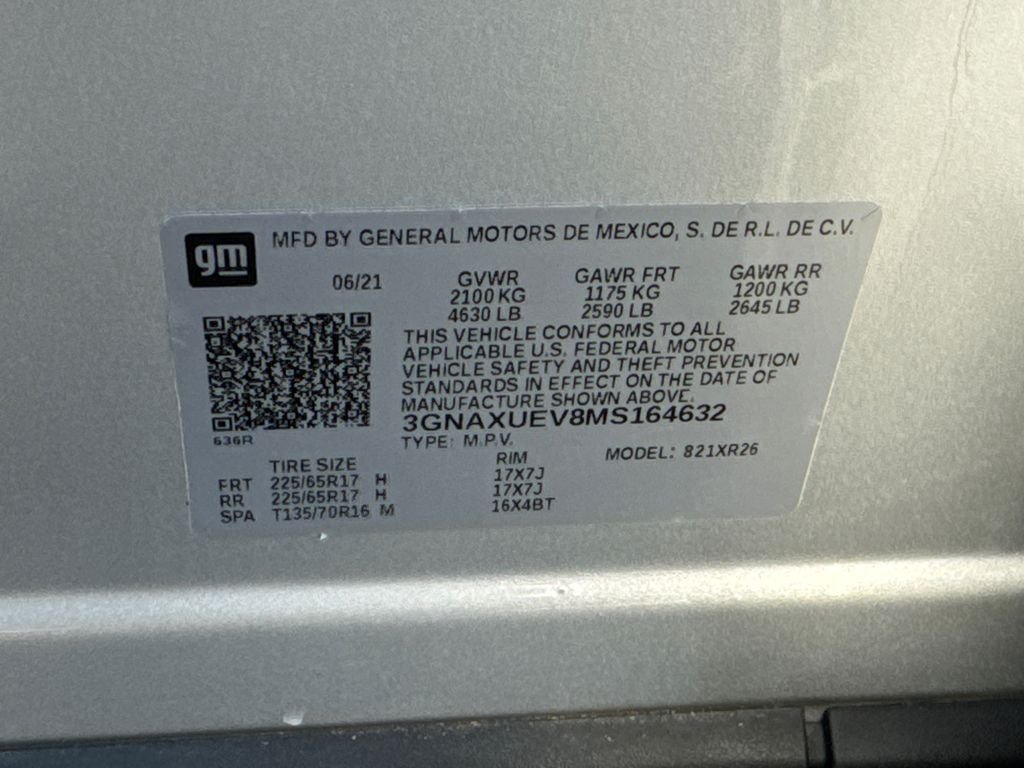 gm
MFD BY GENERAL MOTORS DE MEXICO, S. DE R.L. DE C.V.
06/21 GVWR GAWR FRT GAWR RR
2100 KG 1175 KG 1200 KG
4630 LB 2590 LB 2645 LB
THIS VEHICLE CONFORMS TO ALL
APPLICABLE U.S. FEDERAL MOTOR
VEHICLE SAFETY AND THEFT PREVENTION
STANDARDS IN EFFECT ON THE DATE OF
MANUFACTURE SHOWN ABOVE.
3GNAXUEV8MS164632
636R
TYPE: M.P.V. MODEL: 821XR26
TIRE SIZE RIM
FRT 225/65R17 H 17X7J
RR 225/65R17 H 17X7J
SPA T135/70R16 M 16X4BT